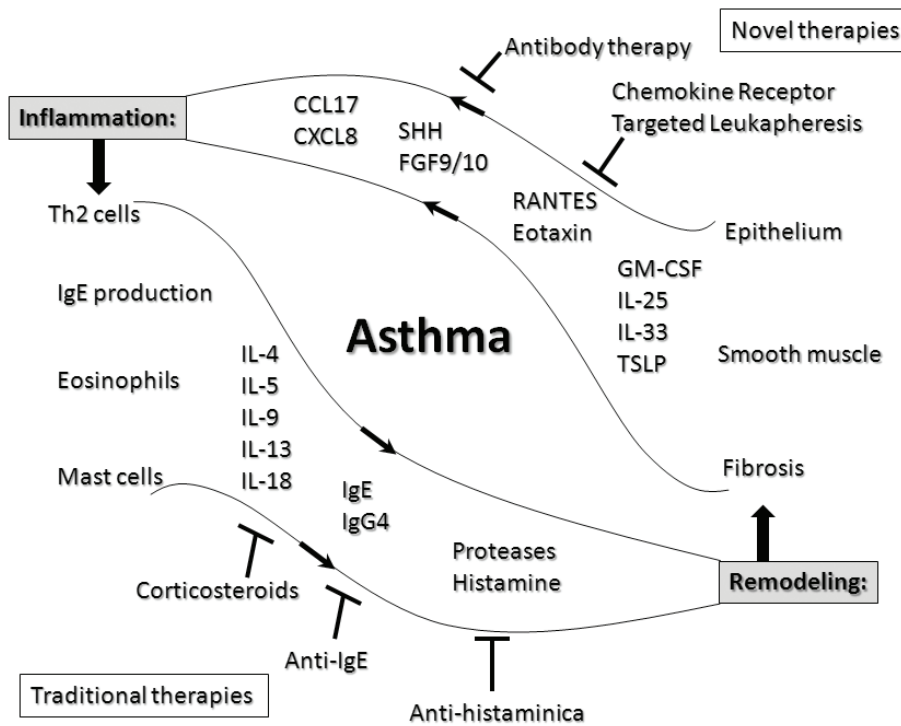 Novel therapies
Antibody therapy
Chemokine Receptor
Targeted Leukapheresis
Inflammation:
CCL17
CXCL8
SHH
FGF9/10
RANTES
Eotaxin
Th2 cells
Epithelium
GM-CSF
IL-25
IL-33
TSLP
IgE production
Asthma
Smooth muscle
Eosinophils
IL-4
IL-5
IL-9
IL-13
IL-18
Mast cells
Fibrosis
IgE
IgG4
Proteases
Histamine
Remodeling:
Corticosteroids
Anti-IgE
Anti-histaminica
Traditional therapies